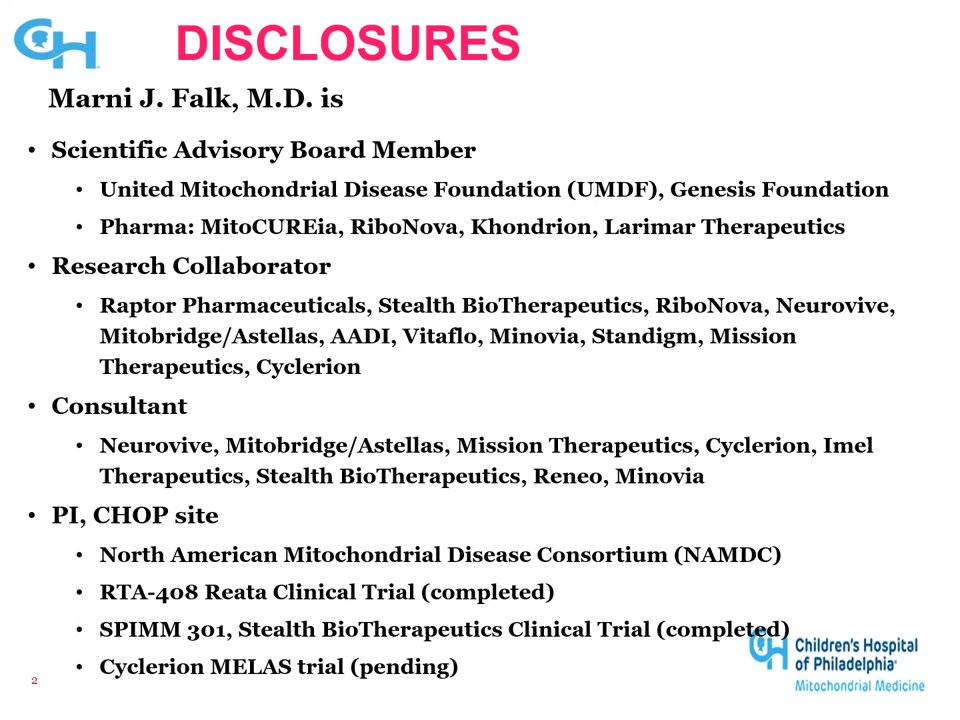 CH
DISCLOSURES
Marni J. Falk, M.D. is
• Scientific Advisory Board Member
• United Mitochondrial Disease Foundation (UMDF), Genesis Foundation
• Pharma: MitoCUREia, RiboNova, Khondrion, Larimar Therapeutics
• Research Collaborator
• Raptor Pharmaceuticals, Stealth BioTherapeutics, RiboNova, Neurovive,
Mitobridge/Astellas, AADI, Vitaflo, Minovia, Standigm, Mission
Therapeutics, Cyclerion
• Consultant
• Neurovive, Mitobridge/Astellas, Mission Therapeutics, Cyclerion, Imel
Therapeutics, Stealth BioTherapeutics, Reneo, Minovia
• PI, CHOP site
• North American Mitochondrial Disease Consortium (NAMDC)
• RTA-408 Reata Clinical Trial (completed)
• SPIMM 301, Stealth BioTherapeutics Clinical Trial (completed)
• Cyclerion MELAS trial (pending)
2
CH
Children's Hospital
of Philadelphia
Mitochondrial Medicine